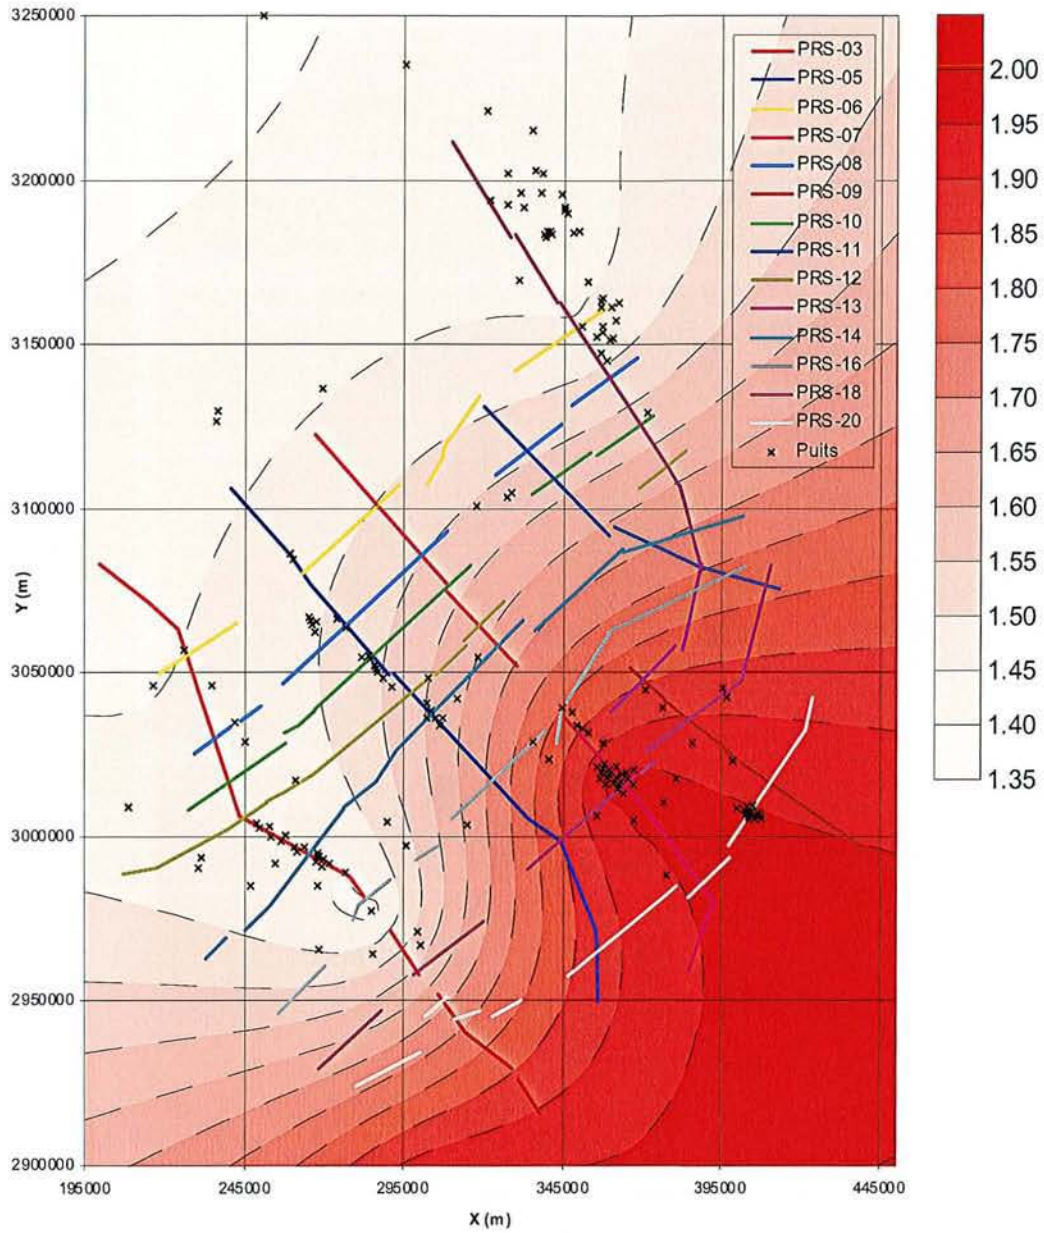 3250000
3200000
3150000
3100000
3050000
3000000
2950000
2900000
Y (m)
195000
245000
295000
345000
395000
445000
X (m)
PRS-03
PRS-05
PRS-06
PRS-07
PRS-08
PRS-09
PRS-10
PRS-11
PRS-12
PRS-13
PRS-14
PRS-16
PRS-18
PRS-20
Puits
2.00
1.95
1.90
1.85
1.80
1.75
1.70
1.65
1.60
1.55
1.50
1.45
1.40
1.35